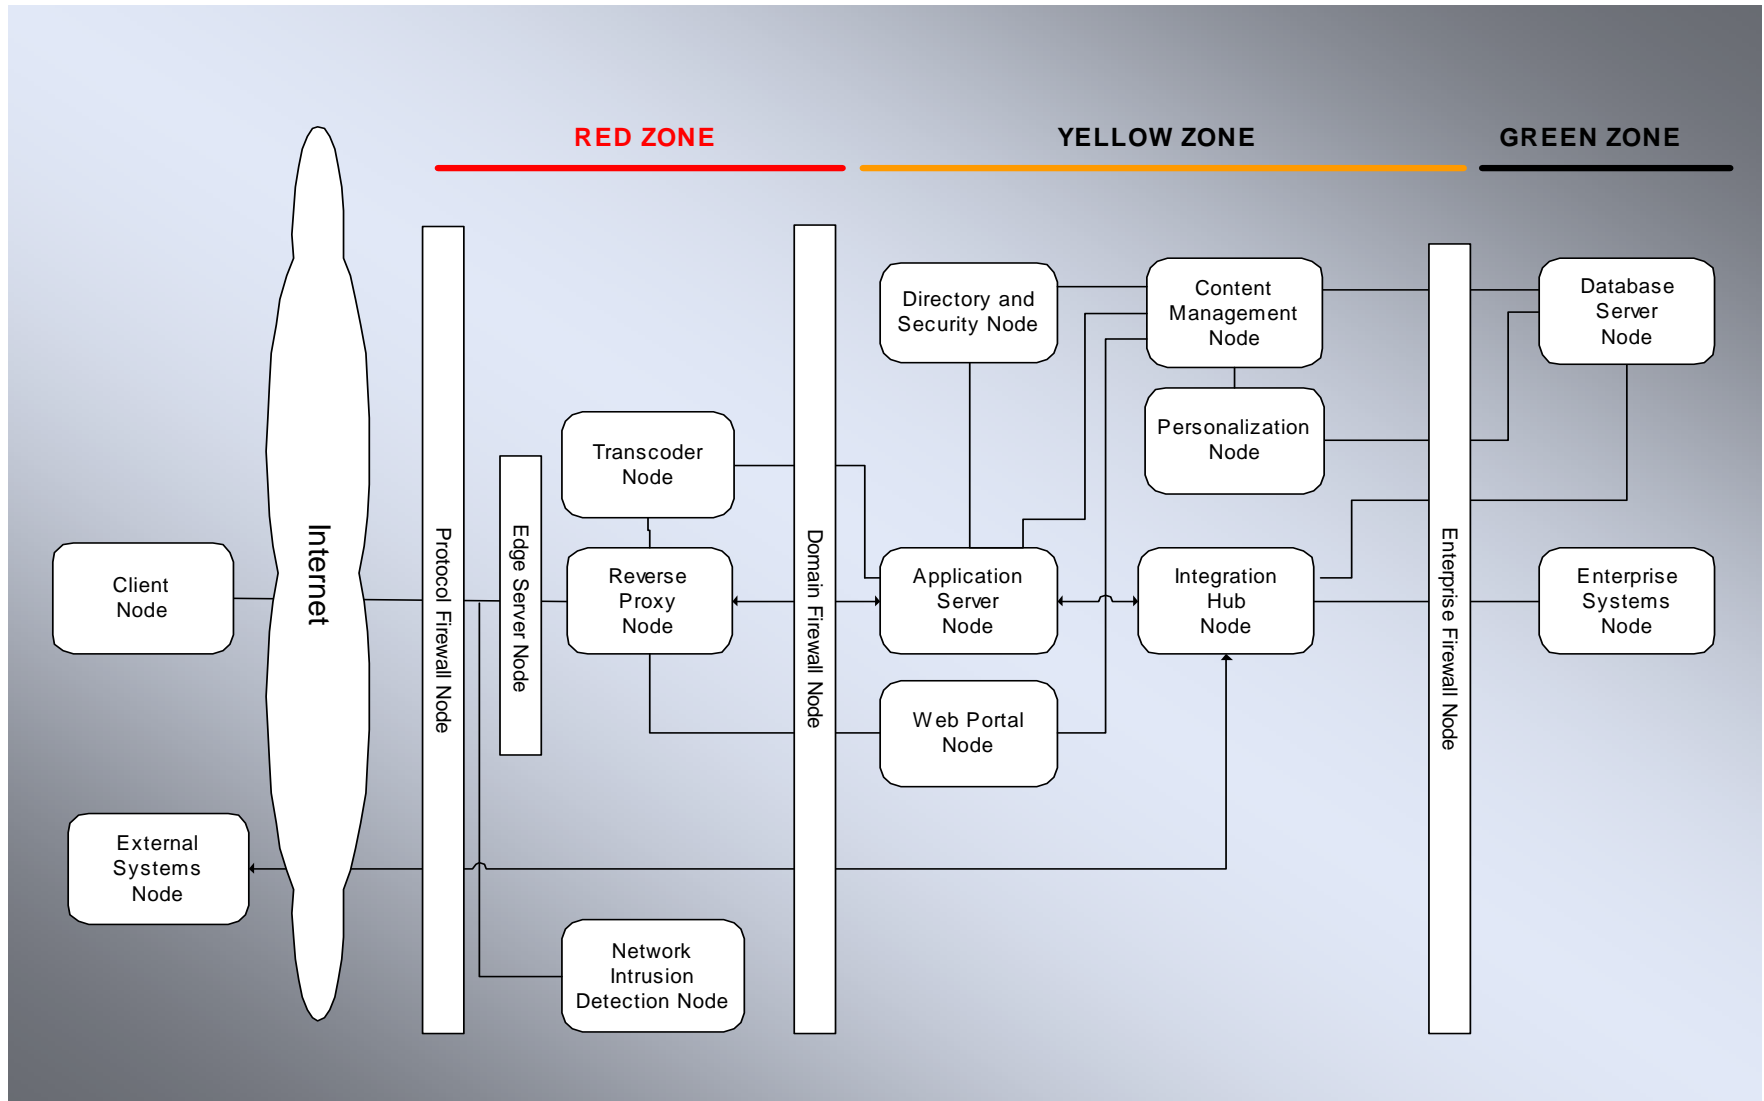 RED ZONE
YELLOW ZONE
GREEN ZONE
Client
Node
External
Systems
Node
Internet
Protocol Firewall Node
Edge Server Node
Transcoder
Node
Reverse
Proxy
Node
Network
Intrusion
Detection Node
Domain Firewall Node
Directory and
Security Node
Application
Server
Node
Web Portal
Node
Content
Management
Node
Personalization
Node
Integration
Hub
Node
Enterprise Firewall Node
Database
Server
Node
Enterprise
Systems
Node